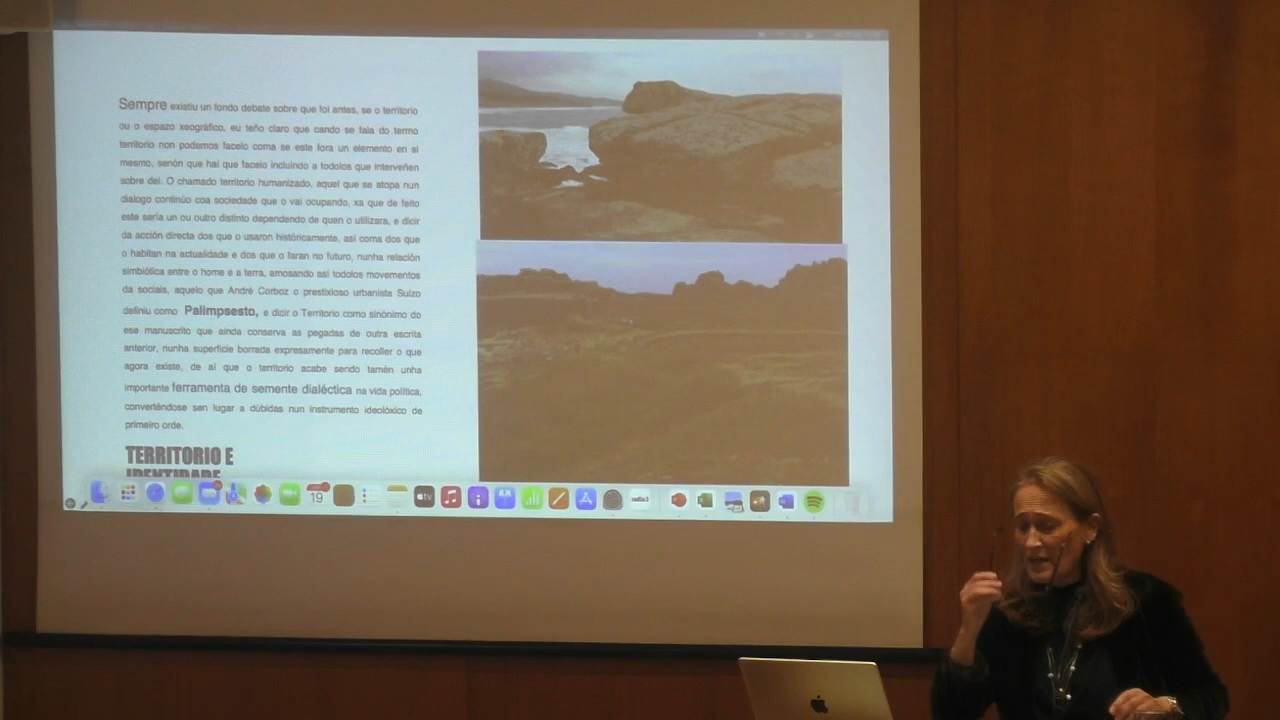 Sempre existiu un fondo debate sobre que foi antes, se o territorio
ou o espazo xeográfico, eu teño claro que cando se fala do termo
territorio non podemos facelo coma se este fora un elemento en si
mesmo, senón que hai que facelo incluíndo a todolos que interveñen
sobre del. O chamado territorio humanizado, aquel que se atopa nun
dialogo continúo coa sociedade que o vai ocupando, xa que de feito
este sería un ou outro distinto dependendo de quen o utilizara, e dicir
da acción directa dos que o usaron históricamente, así coma dos que
o habitan na actualidade e dos que o faran no futuro, nunha relación
simbiótica entre o home e a terra, amosando así todolos movementos
da sociais, aquelo que André Corboz o prestixioso urbanista Suizo
definiu como Palimpsesto, e dicir o Territorio como sinónimo do
ese manuscrito que ainda conserva as pegadas de outra escrita
anterior, nunha superficie borrada expresamente para recoller o que
agora existe, de aí que o territorio acabe sendo tamén unha
importante ferramenta de semente dialéctica na vida política,
converténdose sen lugar a dúbidas nun instrumento ideolóxico de
primeiro orde.
TERRITORIO E
IDENTIDADE
19
tv